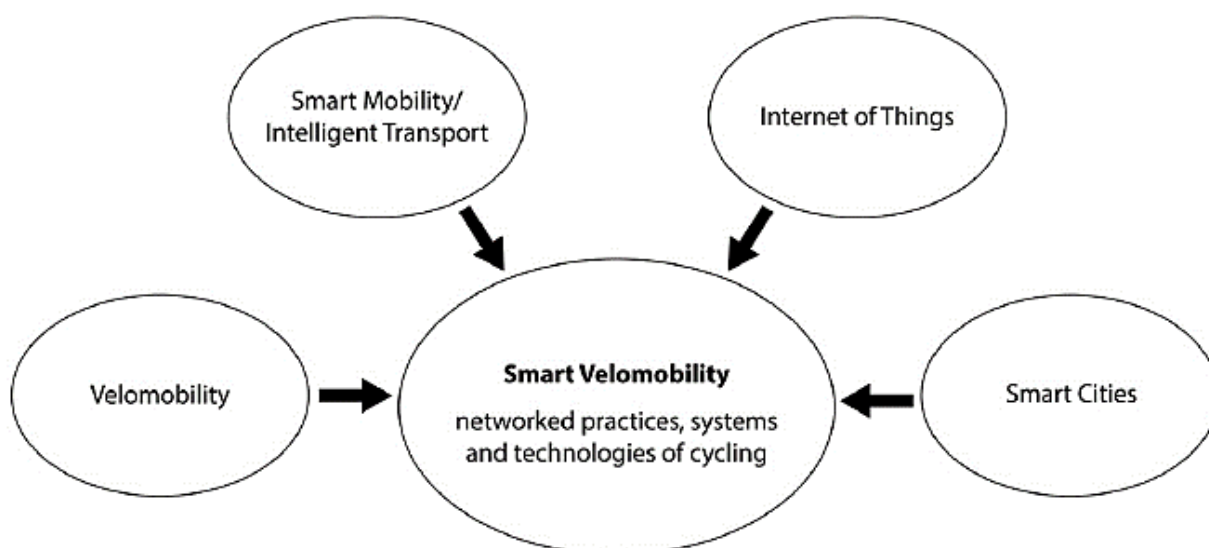 Smart Mobility/
Intelligent Transport
Internet of Things
Velomobility
Smart Velomobility
networked practices, systems
and technologies of cycling
Smart Cities